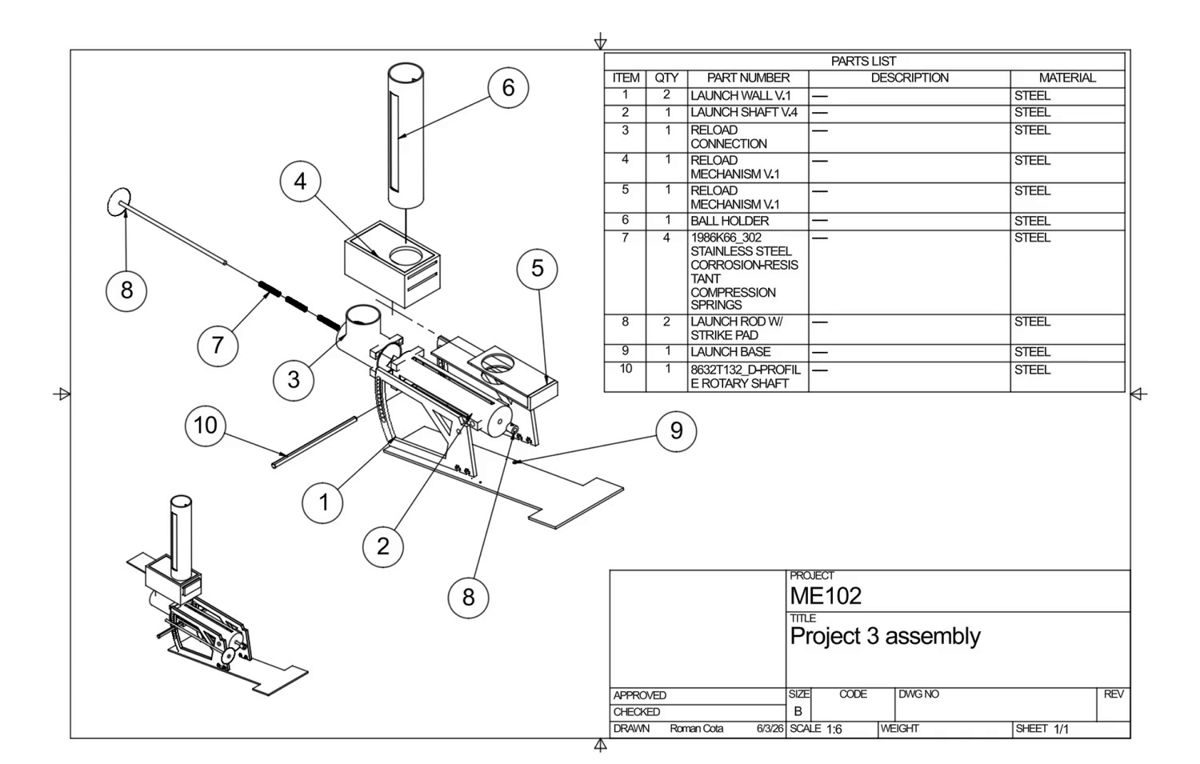 PARTS LIST
ITEM QTY PART NUMBER DESCRIPTION MATERIAL
1 2 LAUNCH WALL V.1 — STEEL
2 1 LAUNCH SHAFT V.4 — STEEL
3 1 RELOAD — STEEL
CONNECTION
4 1 RELOAD — STEEL
MECHANISM V.1
5 1 RELOAD — STEEL
MECHANISM V.1
6 1 BALL HOLDER — STEEL
7 4 1986K66_302 — STEEL
STAINLESS STEEL
CORROSION-RESIS
TANT
COMPRESSION
SPRINGS
8 2 LAUNCH ROD W/ — STEEL
STRIKE PAD
9 1 LAUNCH BASE — STEEL
10 1 8632T132_D-PROFIL — STEEL
E ROTARY SHAFT
6
4
8
5
7
3
10
9
1
2
8
PROJECT
ME102
TITLE
Project 3 assembly
APPROVED
CHECKED
DRAWN Roman Cota 6/3/26
SIZE CODE DWG NO REV
B
SCALE 1:6 WEIGHT SHEET 1/1